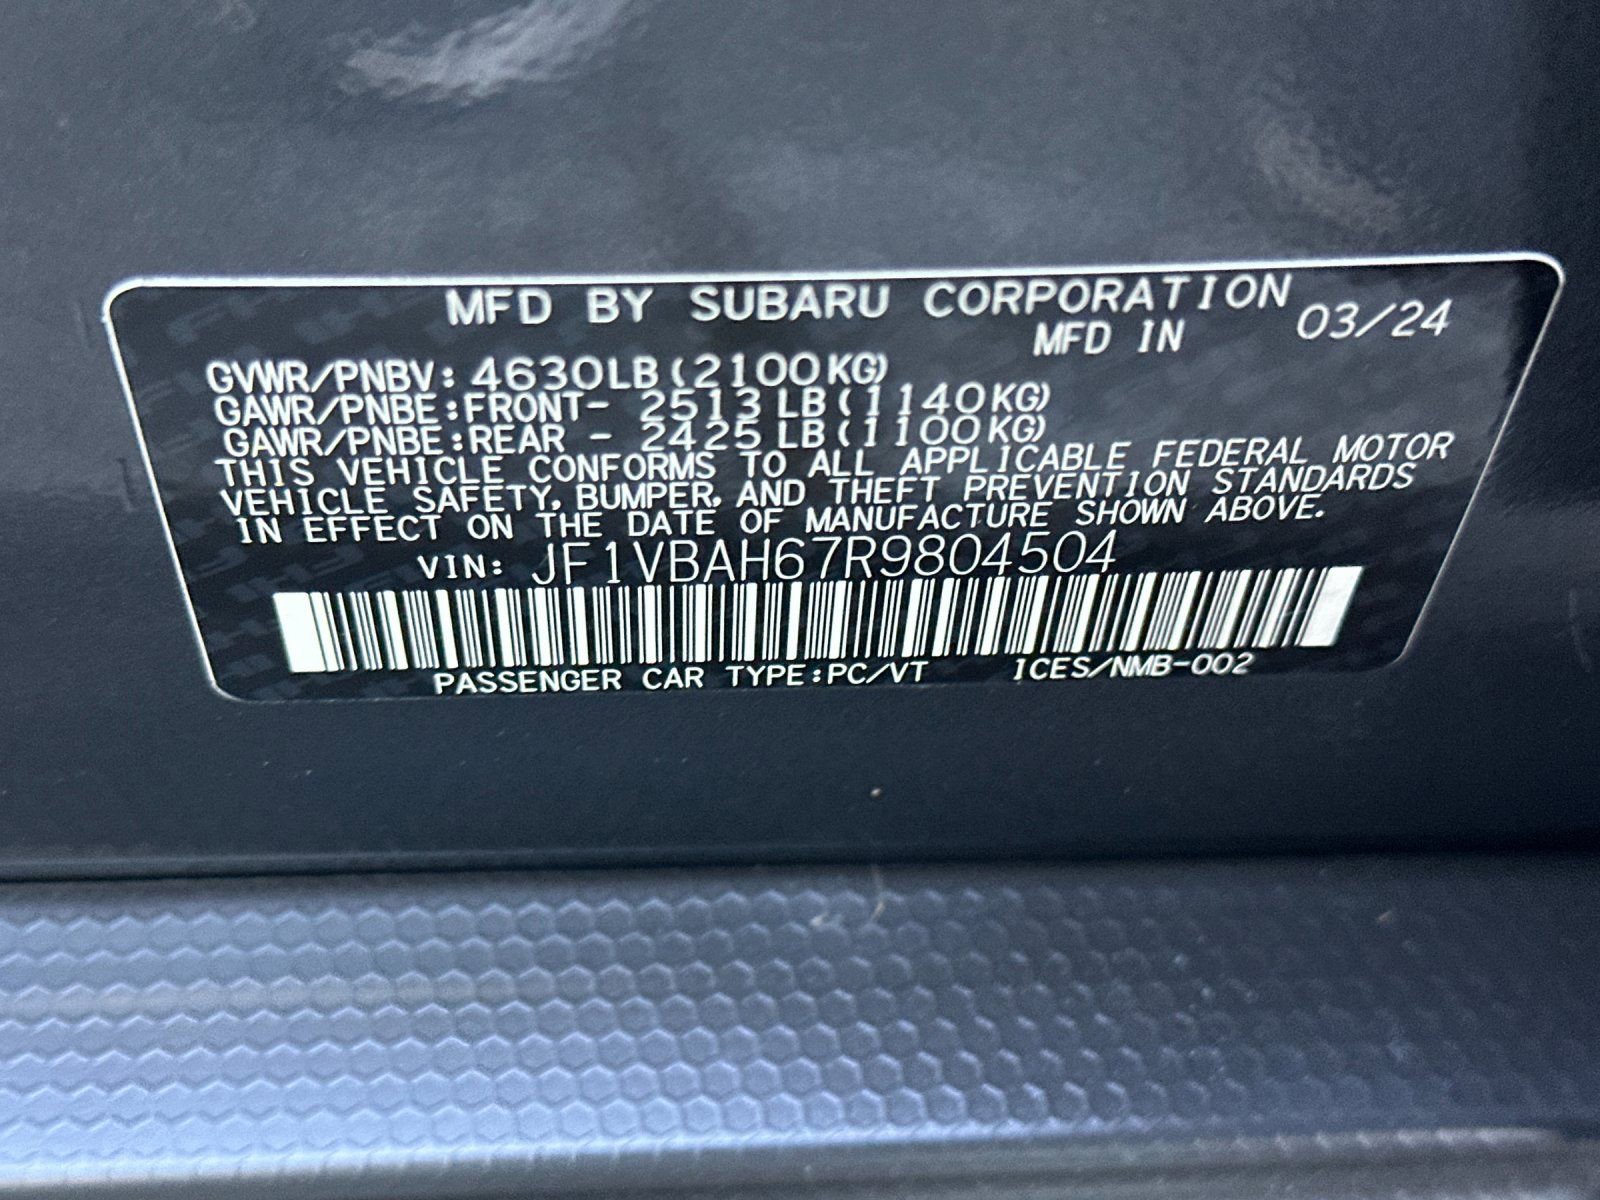 MFD BY SUBARU CORPORATION
MFD IN 03/24
GVWR/PNBV: 4630LB(2100KG)
GAWR/PNBE:FRONT- 2513LB(1140KG)
GAWR/PNBE:REAR - 2425LB(1100KG)
THIS VEHICLE CONFORMS TO ALL APPLICABLE FEDERAL MOTOR
VEHICLE SAFETY, BUMPER, AND THEFT PREVENTION STANDARDS
IN EFFECT ON THE DATE OF MANUFACTURE SHOWN ABOVE.
VIN: JF1VBAH67R9804504
PASSENGER CAR TYPE:PC/VT ICES/NMB-002